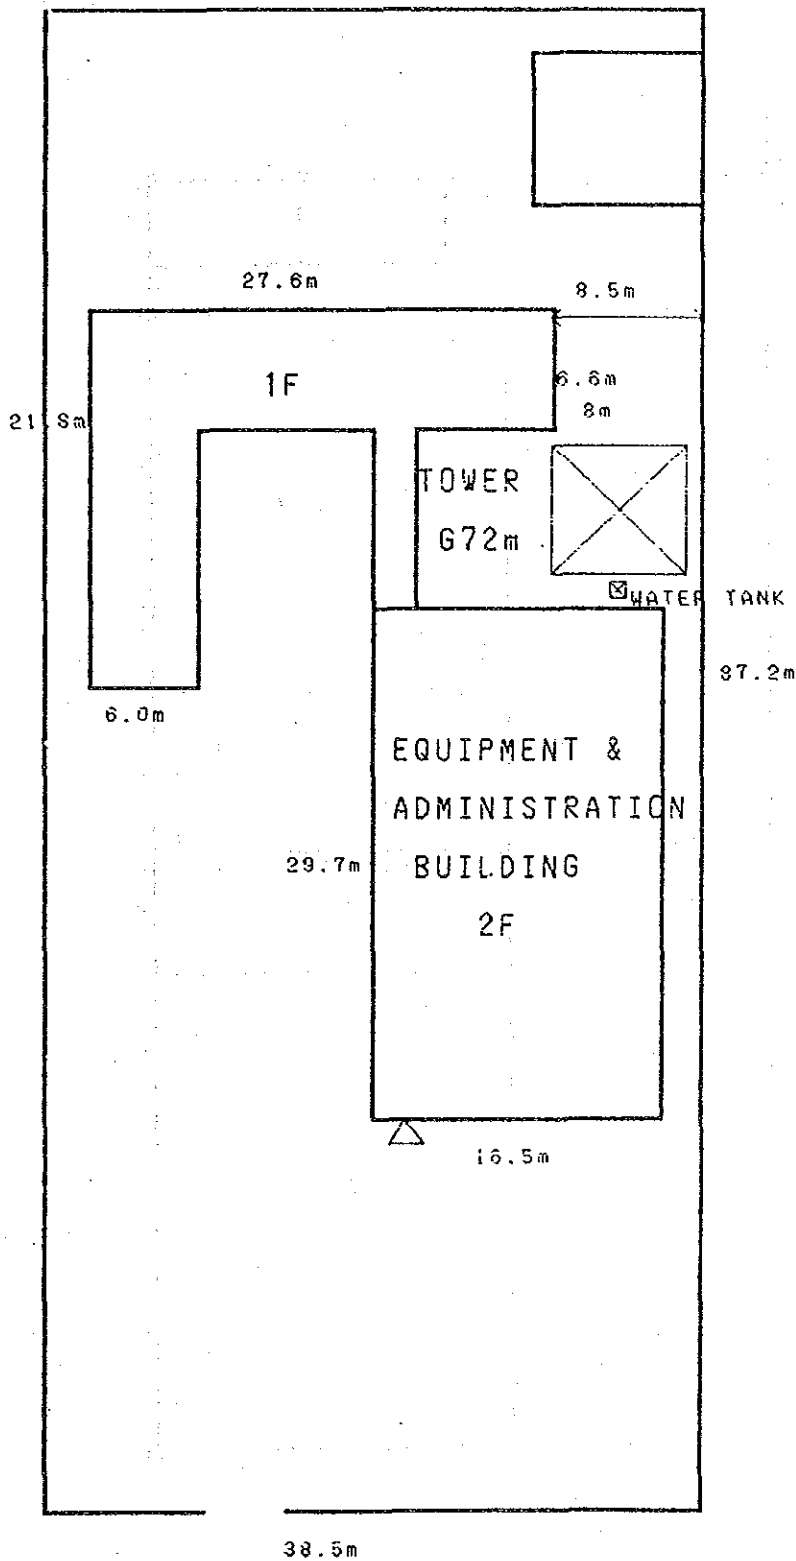 27.6m
8.5m
1F
6.6m
21.8m
8m
TOWER
G72m
WATER TANK
87.2m
6.0m
EQUIPMENT &
ADMINISTRATION
29.7m
BUILDING
2F
16.5m
38.5m